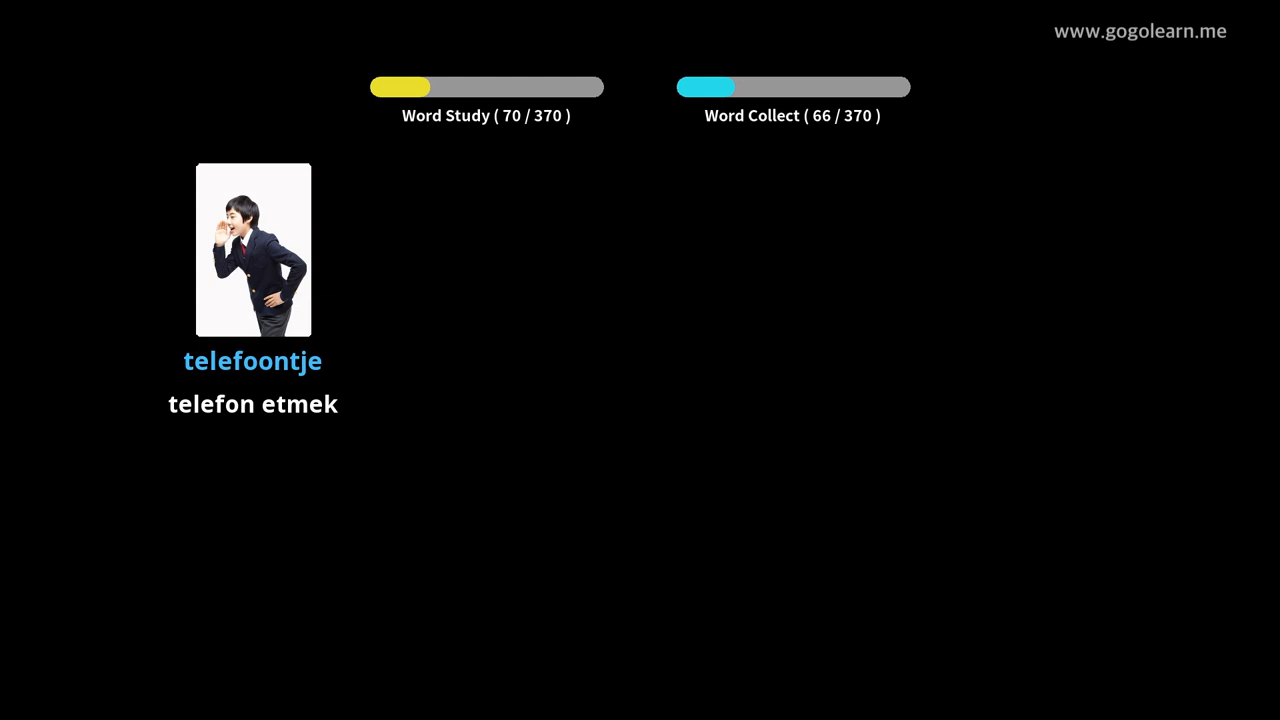 www.gogolearn.me
Word Study ( 70 / 370 )
Word Collect ( 66 / 370 )
telefoontje
telefon etmek